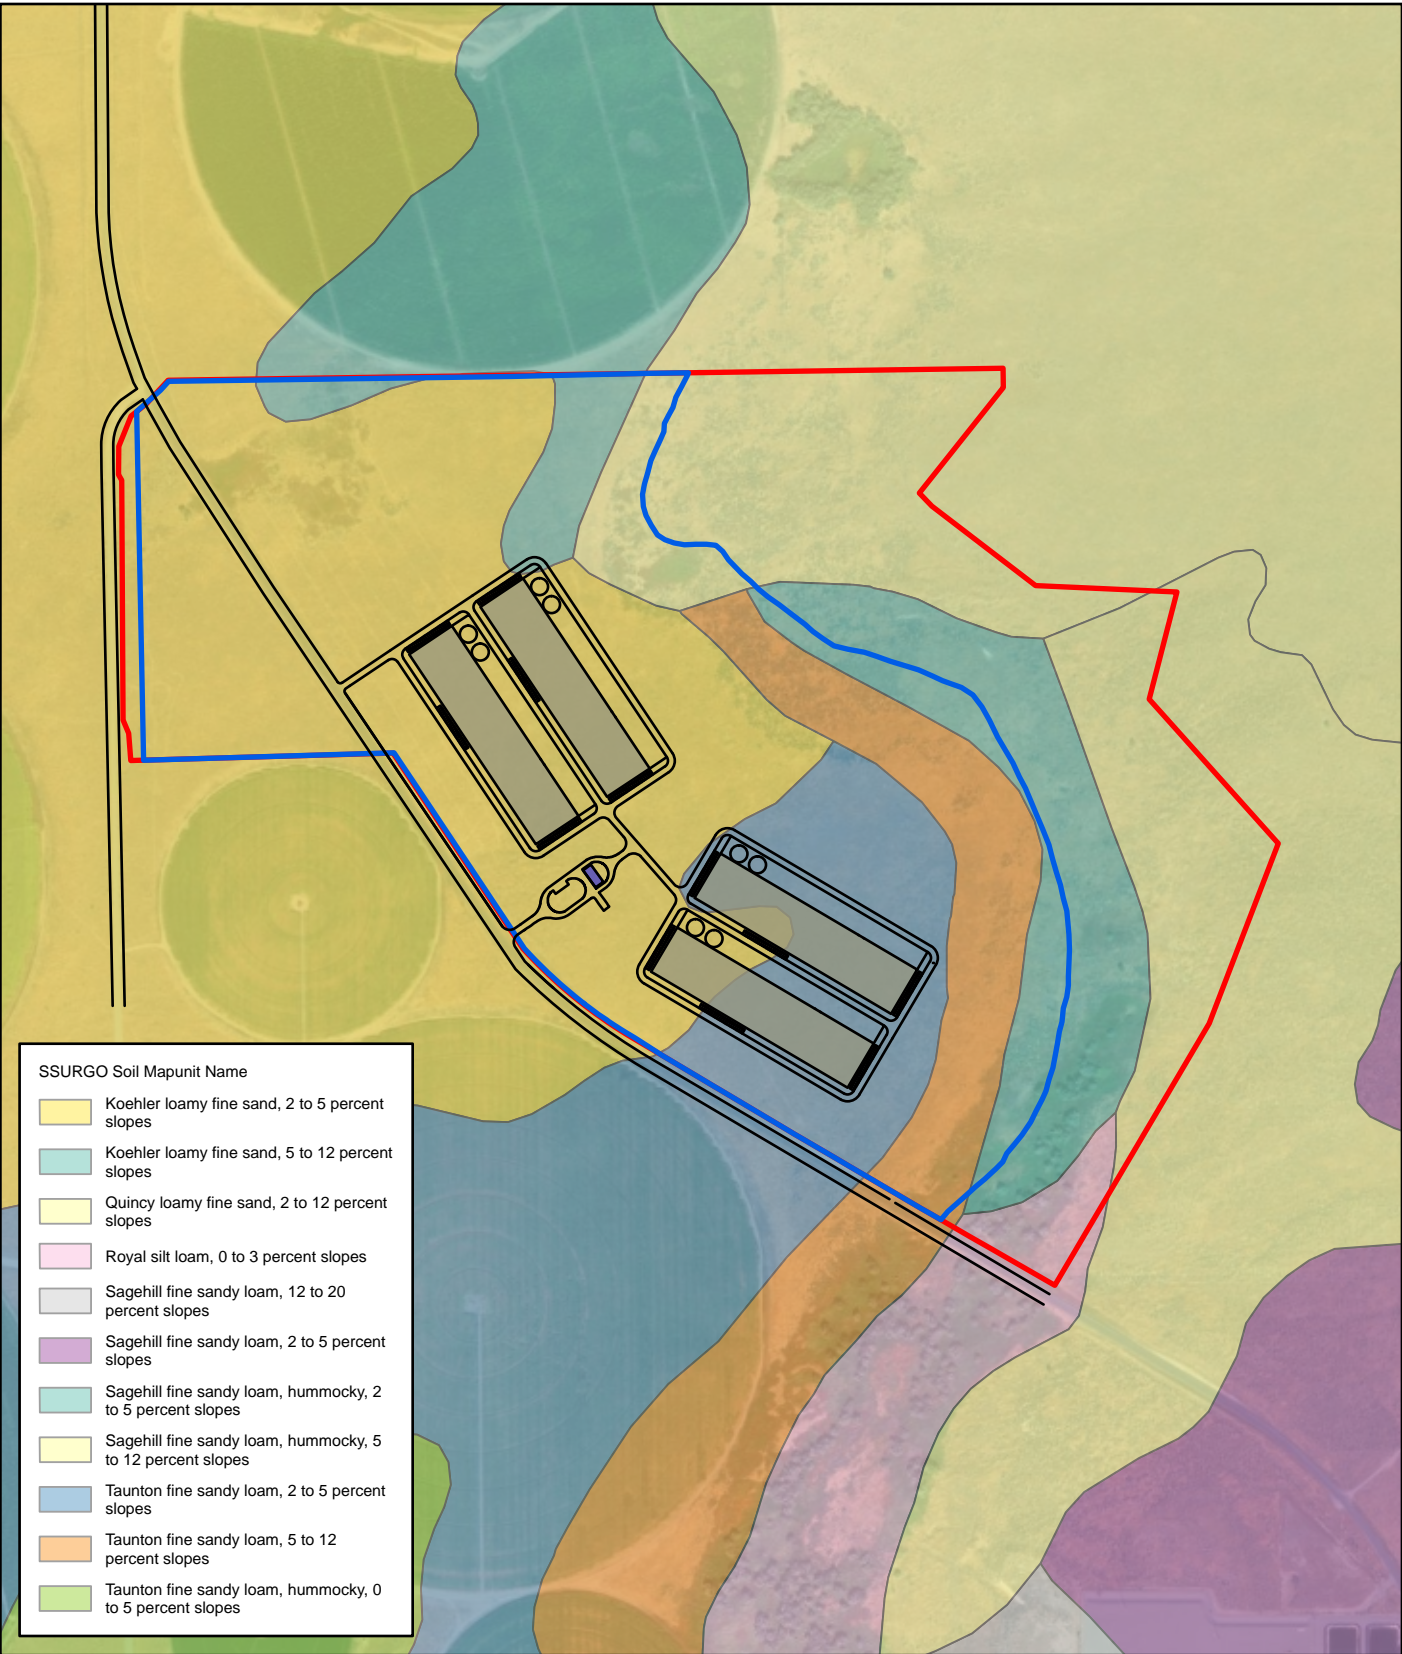 SSURGO Soil Mapunit Name
Koehler loamy fine sand, 2 to 5 percent
slopes
Koehler loamy fine sand, 5 to 12 percent
slopes
Quincy loamy fine sand, 2 to 12 percent
slopes
Royal silt loam, 0 to 3 percent slopes
Sagehill fine sandy loam, 12 to 20
percent slopes
Sagehill fine sandy loam, 2 to 5 percent
slopes
Sagehill fine sandy loam, hummocky, 2
to 5 percent slopes
Sagehill fine sandy loam, hummocky, 5
to 12 percent slopes
Taunton fine sandy loam, 2 to 5 percent
slopes
Taunton fine sandy loam, 5 to 12
percent slopes
Taunton fine sandy loam, hummocky, 0
to 5 percent slopes